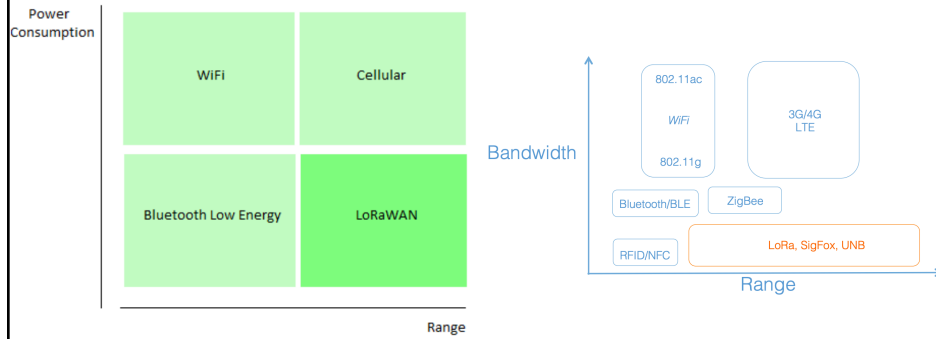 Power
Consumption
WiFi
Cellular
Bluetooth Low Energy
LoRaWAN
Range
Bandwidth
802.11ac
WiFi
802.11g
3G/4G
LTE
Bluetooth/BLE
ZigBee
RFID/NFC
LoRa, SigFox, UNB
Range